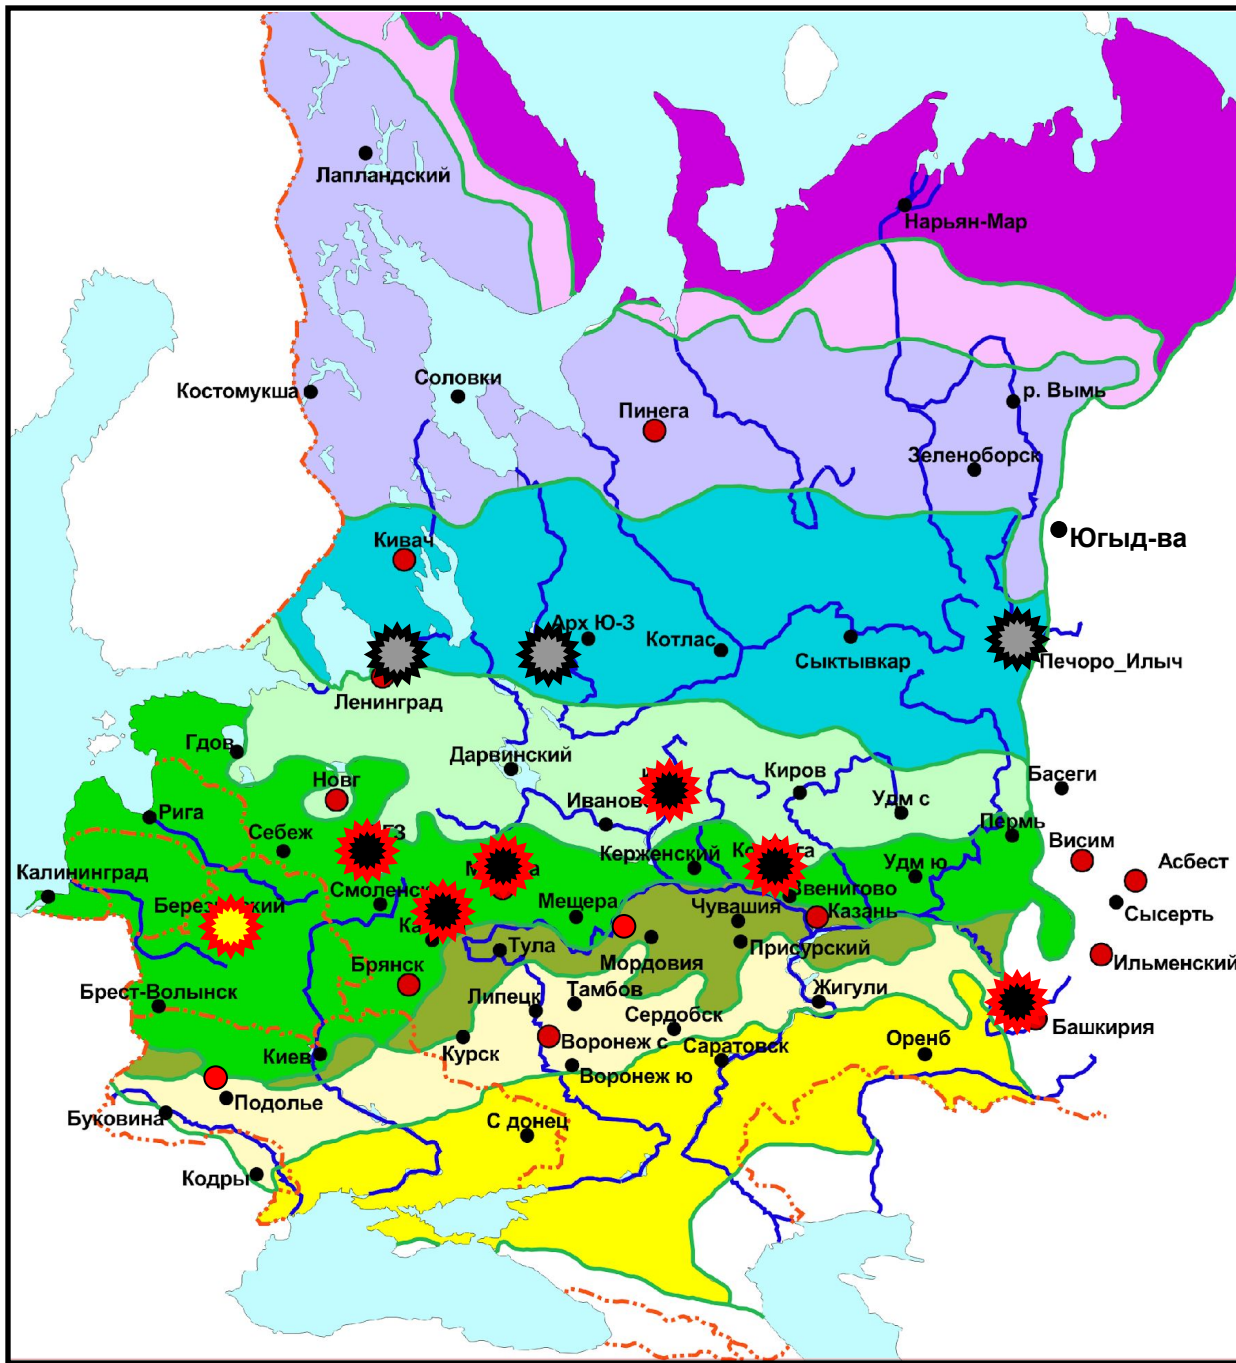 Лапландский
Нарьян-Мар
Костомукша
Соловки
р. Вымь
Пинега
Зеленоборск
Югыд-ва
Кивач
Арх Ю-З
Котлас
Сыктывкар
Печоро_Илыч
Ленинград
Гдов
Дарвинский
Новг
Киров
Басеги
Иванов
Удм с
Рига
Себеж
Пермь
Висим
Керженский
Асбест
Калининград
Удм ю
Смоленск
Звенигово
Мещера
Чувашия
Казань
Сысерть
Тула
Присурский
Брянск
Мордовия
Ильменский
Брест-Волынск
Липецк
Тамбов
Жигули
Сердобск
Башкирия
Киев
Курск
Воронеж с
Саратовск
Оренб
Воронеж ю
Подолье
Буковина
С донец
Кодры